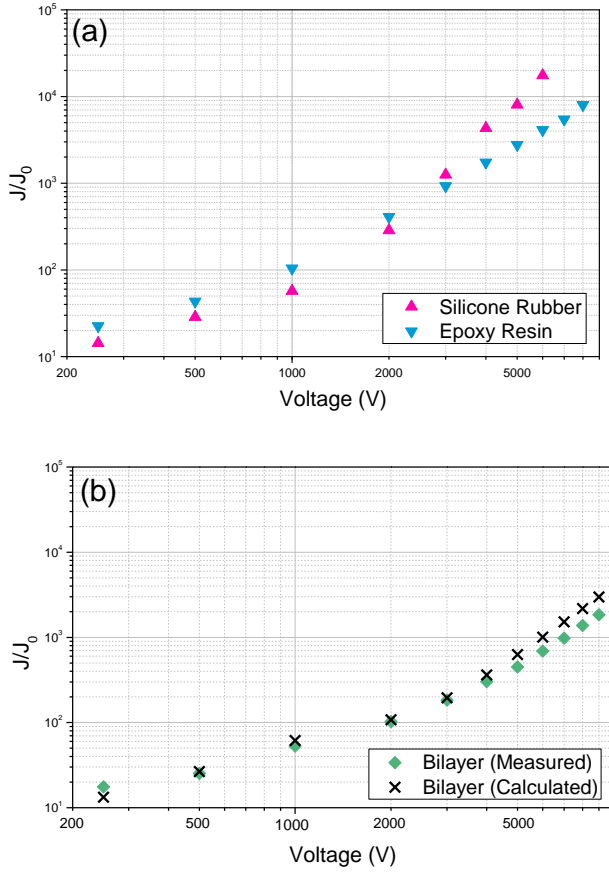 (a)
10^5
10^4
10^3
10^2
10^1
J/J_0
Silicone Rubber
Epoxy Resin
200 500 1000 2000 5000
Voltage (V)
(b)
10^5
10^4
10^3
10^2
10^1
J/J_0
Bilayer (Measured)
Bilayer (Calculated)
200 500 1000 2000 5000
Voltage (V)